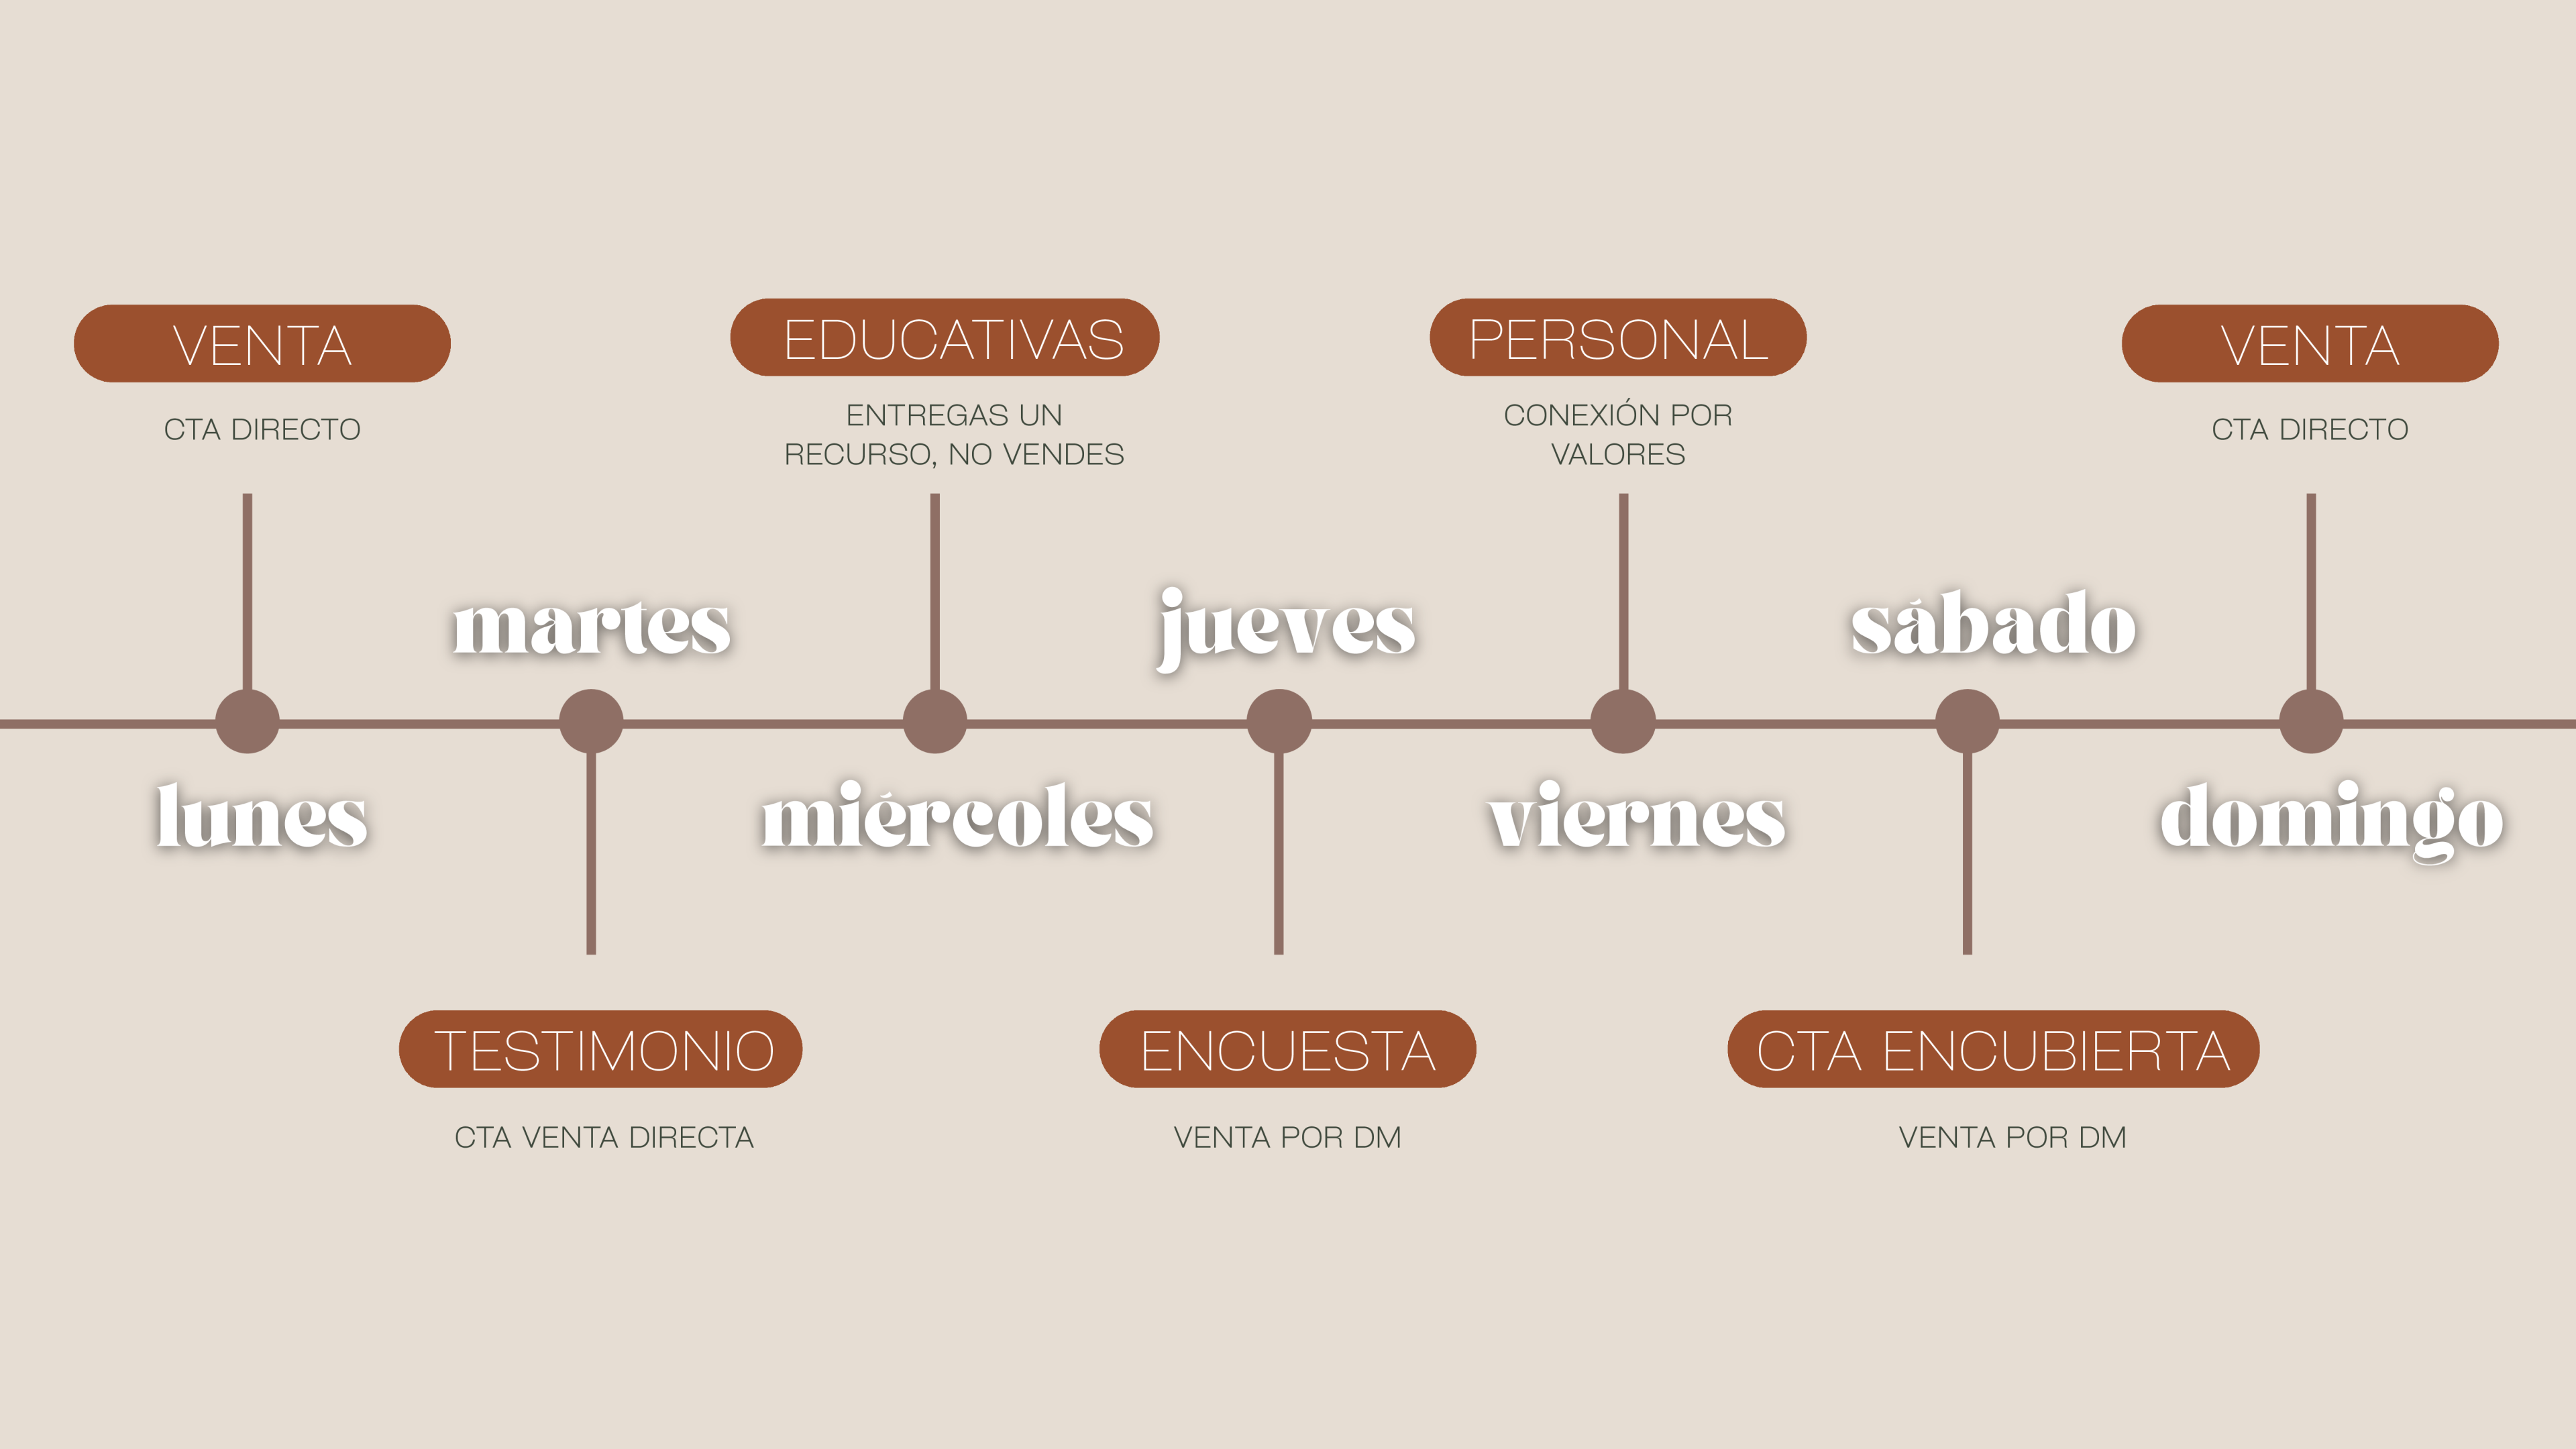 VENTA
CTA DIRECTO
EDUCATIVAS
ENTREGAS UN
RECURSO, NO VENDES
PERSONAL
CONEXIÓN POR
VALORES
VENTA
CTA DIRECTO
martes
jueves
sábado
lunes
miércoles
viernes
domingo
TESTIMONIO
CTA VENTA DIRECTA
ENCUESTA
VENTA POR DM
CTA ENCUBIERTA
VENTA POR DM